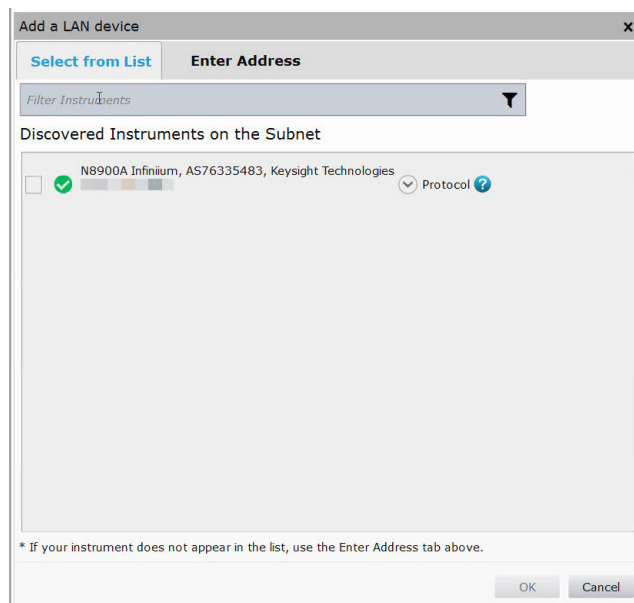 Add a LAN device x
Select from List Enter Address
Filter Instruments
Discovered Instruments on the Subnet
N8900A Infiniium, AS76335483, Keysight Technologies
Protocol ?
* If your instrument does not appear in the list, use the Enter Address tab above.
OK Cancel